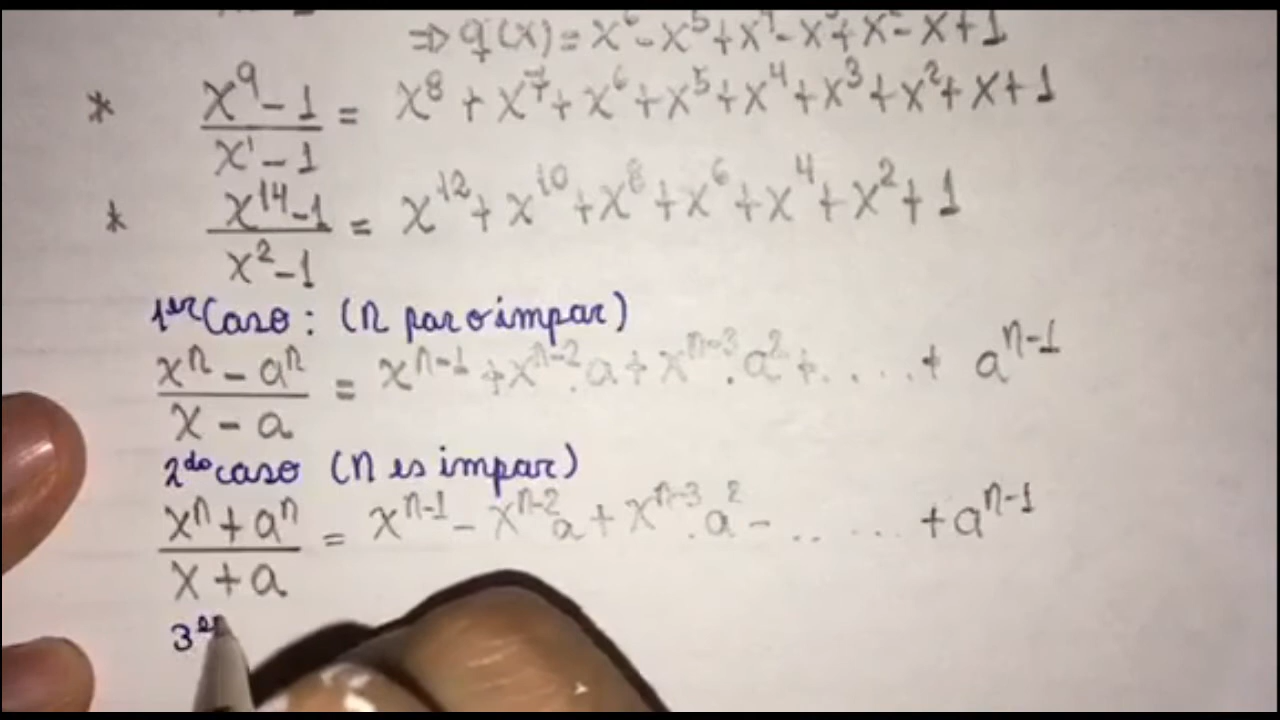 ⇒ q(x) = x⁶ - x⁵ + x⁴ - x³ + x² - x + 1
* x⁹ - 1 / x¹ - 1 = x⁸ + x⁷ + x⁶ + x⁵ + x⁴ + x³ + x² + x + 1
* x¹⁴ - 1 / x² - 1 = x¹² + x¹⁰ + x⁸ + x⁶ + x⁴ + x² + 1
1er Caso: (n par o impar)
xⁿ - aⁿ / x - a = xⁿ⁻¹ + xⁿ⁻².a + xⁿ⁻³.a² + .... + aⁿ⁻¹
2do caso (n es impar)
xⁿ + aⁿ / x + a = xⁿ⁻¹ - xⁿ⁻²a + xⁿ⁻³.a² - ..... + aⁿ⁻¹